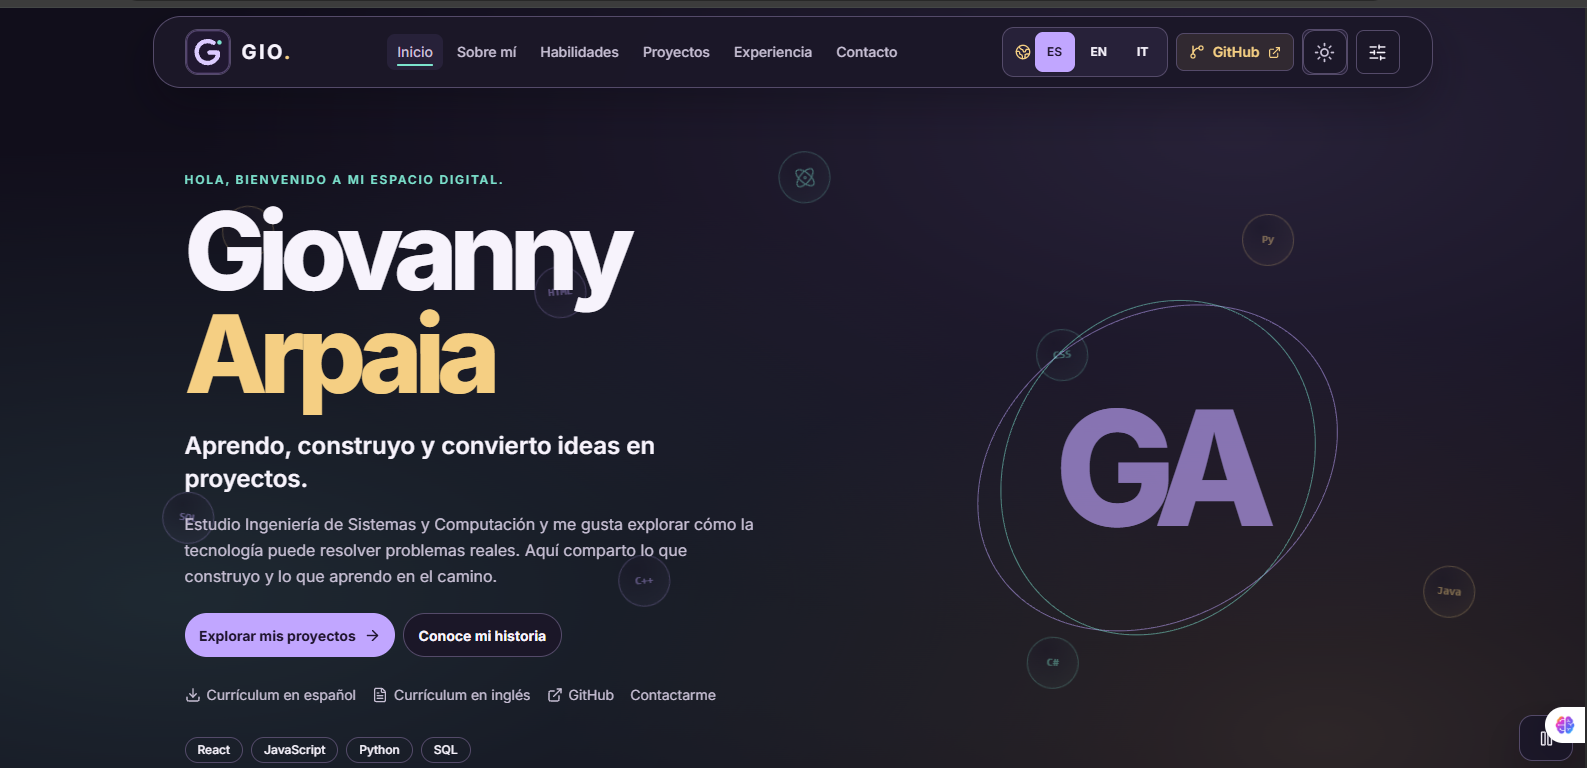 GIO.
Inicio
Sobre mí
Habilidades
Proyectos
Experiencia
Contacto
ES
EN
IT
GitHub
HOLA, BIENVENIDO A MI ESPACIO DIGITAL.
Giovanny
Arpaia
Aprendo, construyo y convierto ideas en
proyectos.
Estudio Ingeniería de Sistemas y Computación y me gusta explorar cómo la
tecnología puede resolver problemas reales. Aquí comparto lo que
construyo y lo que aprendo en el camino.
Explorar mis proyectos
Conoce mi historia
Currículum en español
Currículum en inglés
GitHub
Contactarme
React
JavaScript
Python
SQL
HTML
SQL
C++
Py
CSS
GA
Java
C#